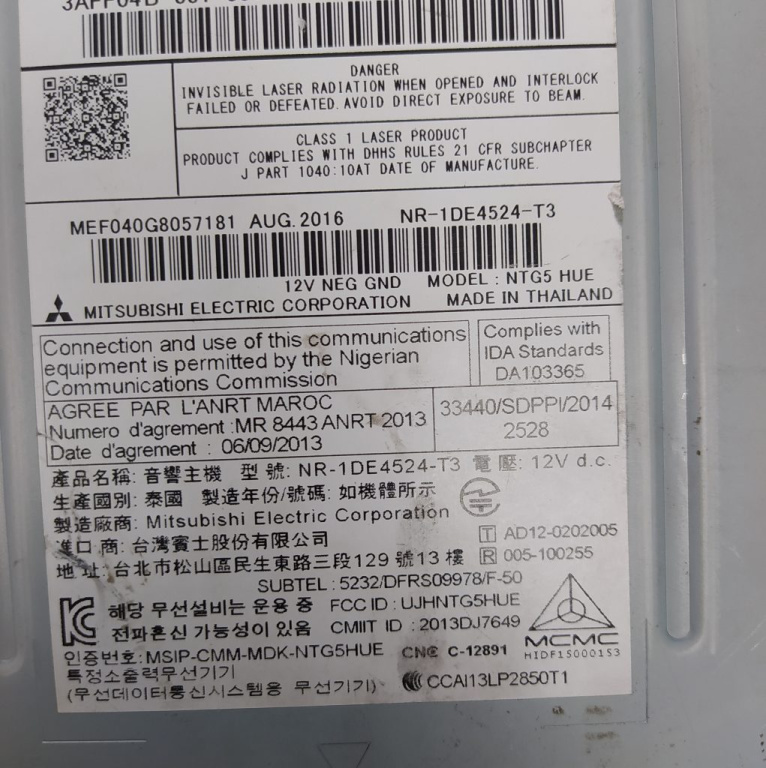 DANGER
INVISIBLE LASER RADIATION WHEN OPENED AND INTERLOCK
FAILED OR DEFEATED. AVOID DIRECT EXPOSURE TO BEAM.
CLASS 1 LASER PRODUCT
PRODUCT COMPLIES WITH DHHS RULES 21 CFR SUBCHAPTER
J PART 1040:10AT DATE OF MANUFACTURE.
MEF040G8057181 AUG.2016 NR-1DE4524-T3
12V NEG GND MODEL : NTG5 HUE
MITSUBISHI ELECTRIC CORPORATION MADE IN THAILAND
Connection and use of this communications
equipment is permitted by the Nigerian
Communications Commission
Complies with
IDA Standards
DA103365
AGREE PAR L'ANRT MAROC
Numero d'agrement :MR 8443 ANRT 2013
Date d'agrement : 06/09/2013
33440/SDPPI/2014
2528
產品名稱: 音響主機 型 號: NR-1DE4524-T3 電 壓: 12V d.c.
生產國別: 泰國 製造年份/號碼: 如機體所示
製造廠商: Mitsubishi Electric Corporation
進口商: 台灣賓士股份有限公司
地 址: 台北市松山區民生東路三段129 號13 樓
T AD12-0202005
R 005-100255
SUBTEL : 5232/DFRS09978/F-50
해당 무선설비는 운용 중 FCC ID : UJHNTG5HUE
전파혼신 가능성이 있음 CMIIT ID : 2013DJ7649
인증번호: MSIP-CMM-MDK-NTG5HUE CNC C-12891
특정소출력무선기기
(무선데이터통신시스템용 무선기기) CCAI13LP2850T1
MCMC
HIDF15000153